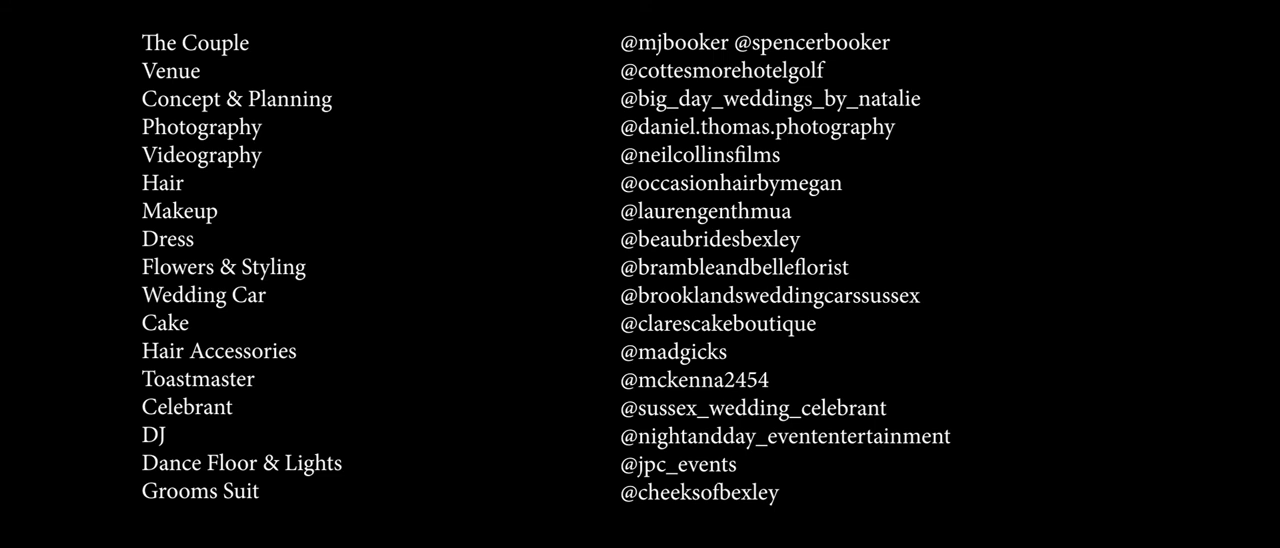 The Couple @mjbooker @spencerbooker
Venue @cottesmorehotelgolf
Concept & Planning @big_day_weddings_by_natalie
Photography @daniel.thomas.photography
Videography @neilcollinsfilms
Hair @occasionhairbymegan
Makeup @laurengenthmua
Dress @beaubridesbexley
Flowers & Styling @brambleandbelleflorist
Wedding Car @brooklandsweddingcarssussex
Cake @clarescakeboutique
Hair Accessories @madgicks
Toastmaster @mckenna2454
Celebrant @sussex_wedding_celebrant
DJ @nightandday_evententertainment
Dance Floor & Lights @jpc_events
Grooms Suit @cheeksofbexley